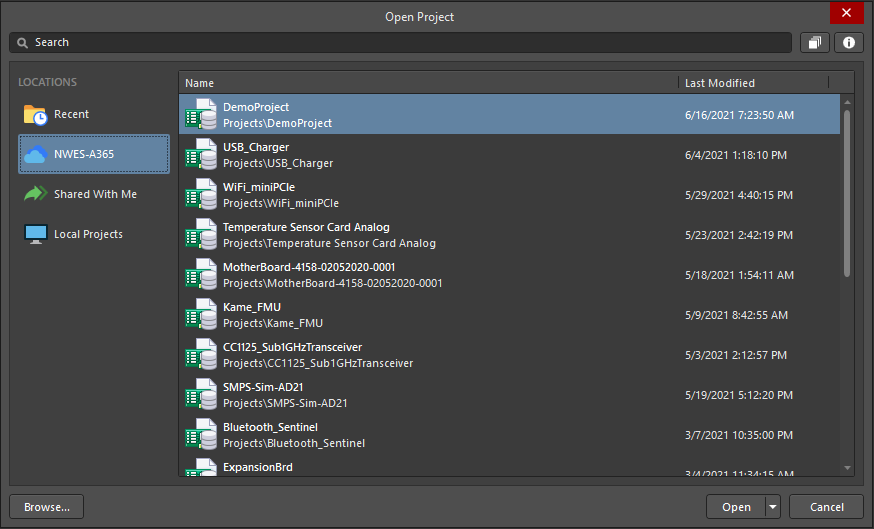 Open Project
Search
LOCATIONS
Recent
NWES-A365
Shared With Me
Local Projects
Name Last Modified
DemoProject
Projects\DemoProject
6/16/2021 7:23:50 AM
USB_Charger
Projects\USB_Charger
6/4/2021 1:18:10 PM
WiFi_miniPCIe
Projects\WiFi_miniPCIe
5/29/2021 4:40:15 PM
Temperature Sensor Card Analog
Projects\Temperature Sensor Card Analog
5/23/2021 2:42:19 PM
MotherBoard-4158-02052020-0001
Projects\MotherBoard-4158-02052020-0001
5/18/2021 1:54:11 AM
Kame_FMU
Projects\Kame_FMU
5/9/2021 8:42:55 AM
CC1125_Sub1GHzTransceiver
Projects\CC1125_Sub1GHzTransceiver
5/3/2021 2:12:57 PM
SMPS-Sim-AD21
Projects\SMPS-Sim-AD21
5/19/2021 5:12:20 PM
Bluetooth_Sentinel
Projects\Bluetooth_Sentinel
3/7/2021 10:35:00 PM
ExpansionBrd
3/4/2021 11:34:15 AM
Browse...
Open
Cancel